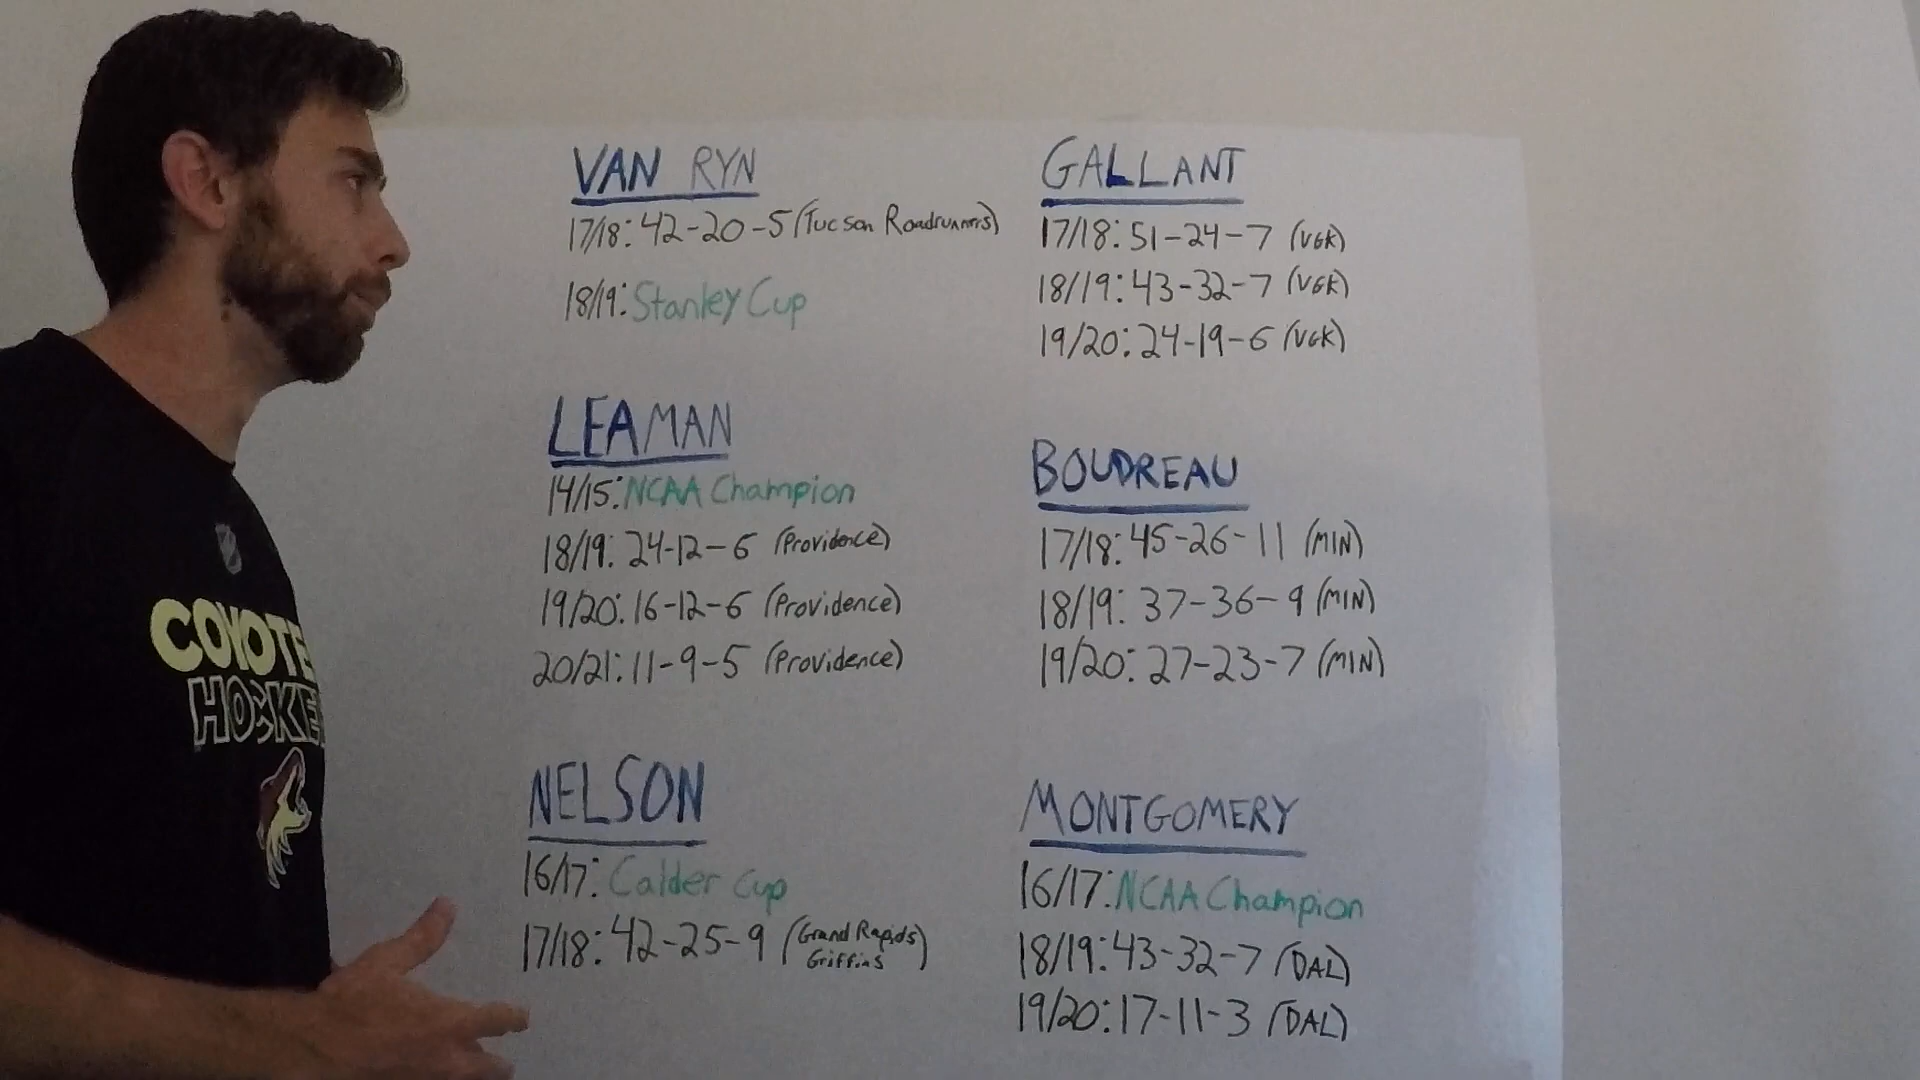 COYOTE
HOCKE
VAN RYN
17/18: 42-20-5 (Tucson Roadrunners)
18/19: Stanley Cup
LEAMAN
14/15: NCAA Champion
18/19: 24-12-6 (Providence)
19/20: 16-12-6 (Providence)
20/21: 11-9-5 (Providence)
NELSON
16/17: Calder Cup
17/18: 42-25-9 (Grand Rapids
Griffins)
GALLANT
17/18: 51-24-7 (VGK)
18/19: 43-32-7 (VGK)
19/20: 24-19-6 (VGK)
BOUDREAU
17/18: 45-26-11 (MIN)
18/19: 37-36-9 (MIN)
19/20: 27-23-7 (MIN)
MONTGOMERY
16/17: NCAA Champion
18/19: 43-32-7 (DAL)
19/20: 17-11-3 (DAL)